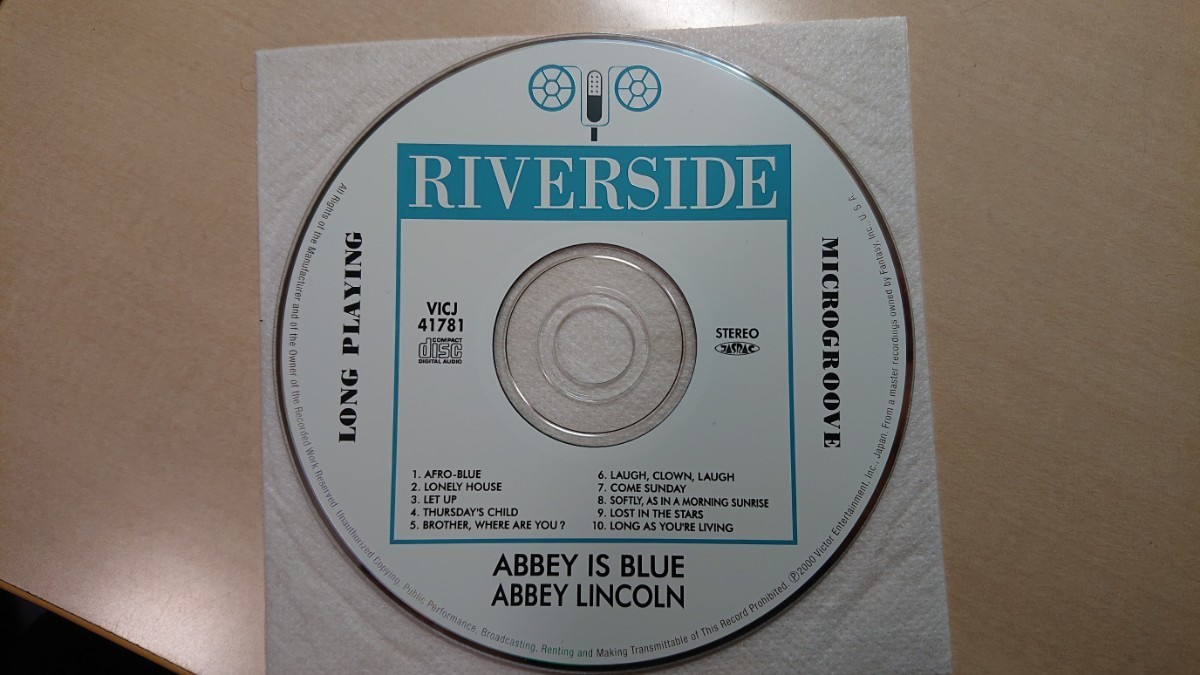 RIVERSIDE
LONG PLAYING
MICROGROOVE
VICJ
41781
COMPACT
disc
DIGITAL AUDIO
STEREO
JASRAC
1. AFRO-BLUE
2. LONELY HOUSE
3. LET UP
4. THURSDAY'S CHILD
5. BROTHER, WHERE ARE YOU?
6. LAUGH, CLOWN, LAUGH
7. COME SUNDAY
8. SOFTLY, AS IN A MORNING SUNRISE
9. LOST IN THE STARS
10. LONG AS YOU'RE LIVING
ABBEY IS BLUE
ABBEY LINCOLN
All Rights of the Manufacturer and of the Owner of the Recorded Work Reserved. Unauthorized Copying, Public Performance, Broadcasting, Renting and Making Transmittable of This Record Prohibited. Ⓟ2000 Victor Entertainment, Inc., Japan. From a master recordings owned by Fantasy, Inc., U.S.A.